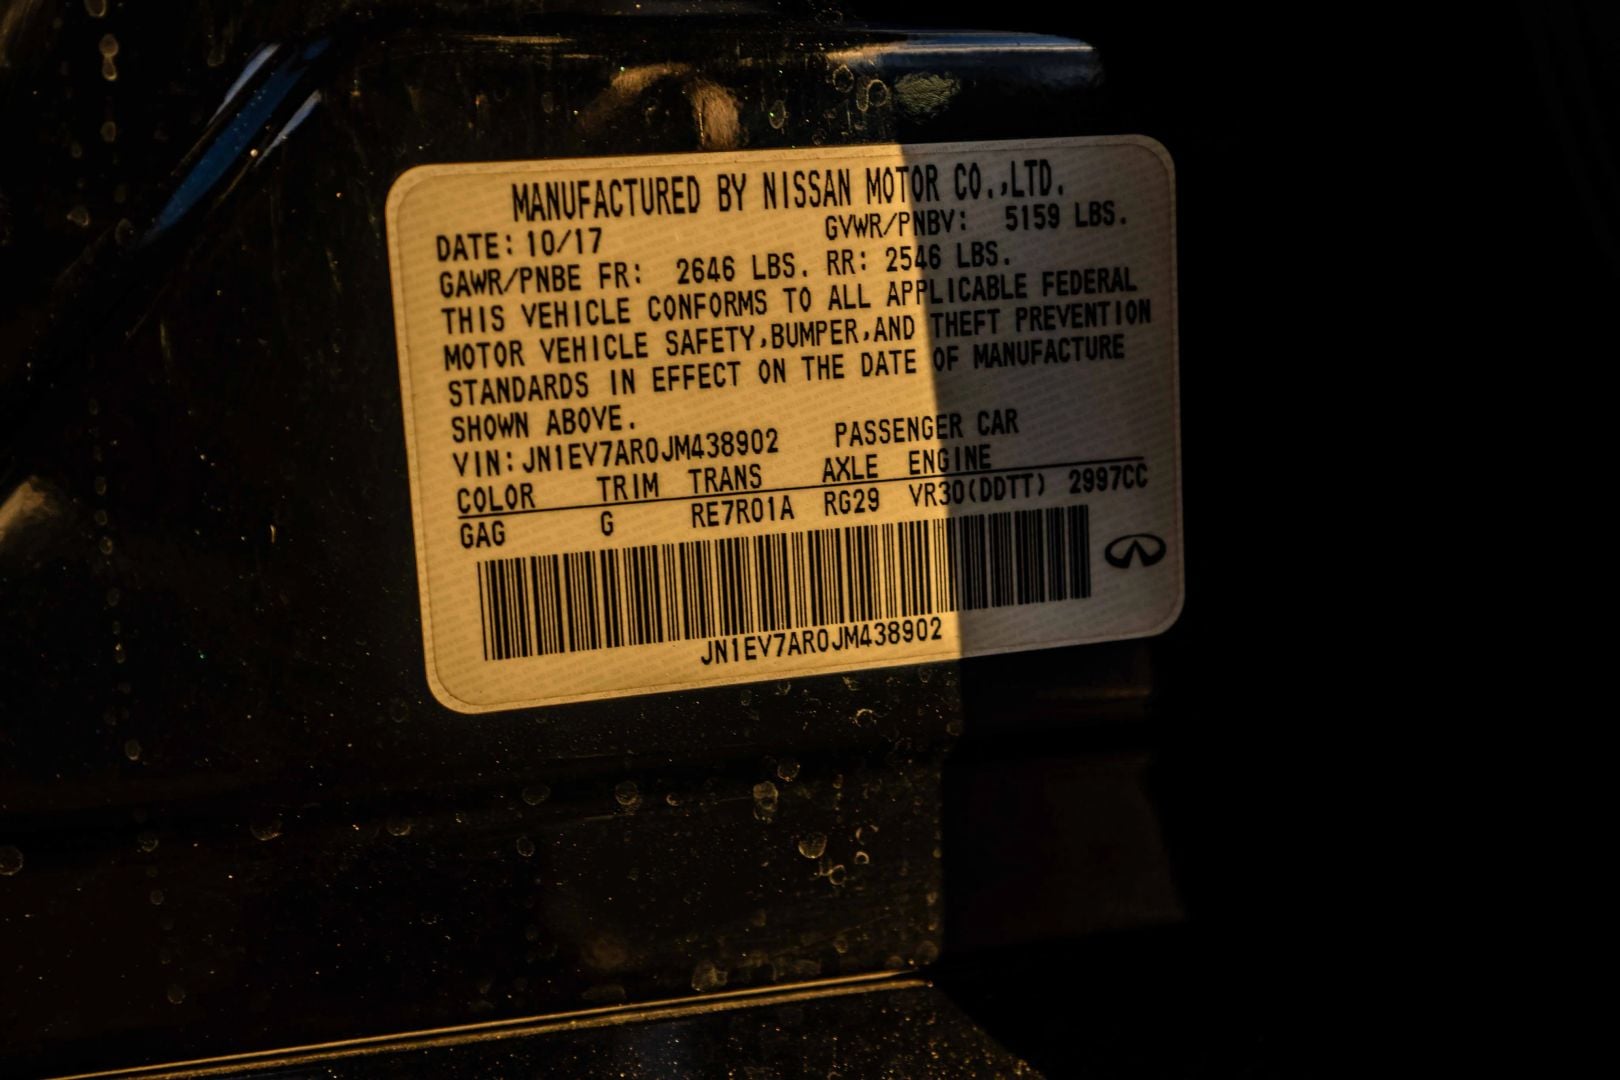 MANUFACTURED BY NISSAN MOTOR CO.,LTD.
DATE: 10/17 GVWR/PNBV: 5159 LBS.
GAWR/PNBE FR: 2646 LBS. RR: 2546 LBS.
THIS VEHICLE CONFORMS TO ALL APPLICABLE FEDERAL
MOTOR VEHICLE SAFETY,BUMPER,AND THEFT PREVENTION
STANDARDS IN EFFECT ON THE DATE OF MANUFACTURE
SHOWN ABOVE.
VIN: JN1EV7AR0JM438902 PASSENGER CAR
COLOR TRIM TRANS AXLE ENGINE
GAG G RE7R01A RG29 VR30(DDTT) 2997CC
JN1EV7AR0JM438902